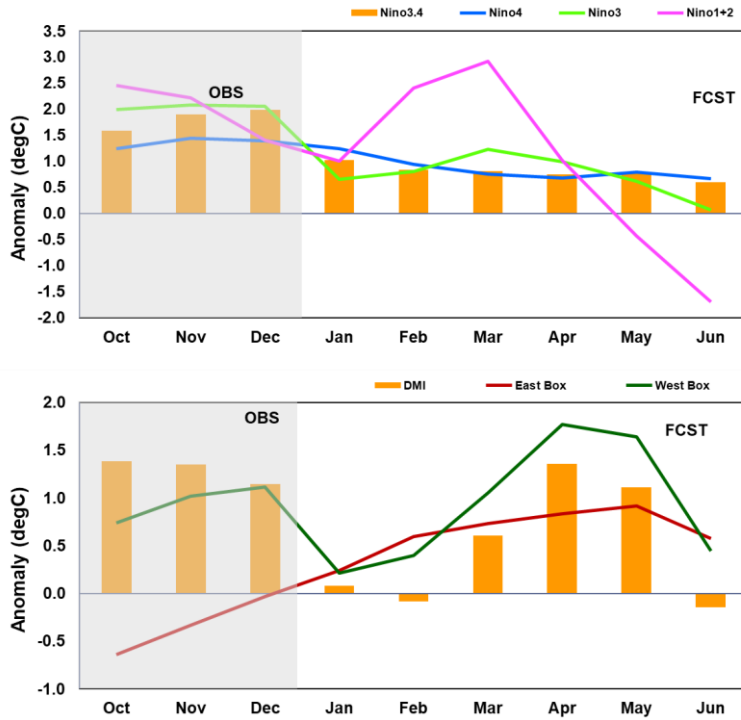 Nino3.4 Nino4 Nino3 Nino1+2
3.5
3.0
2.5
2.0
1.5
1.0
0.5
0.0
-0.5
-1.0
-1.5
-2.0
Anomaly (degC)
OBS
FCST
Oct Nov Dec Jan Feb Mar Apr May Jun
DMI East Box West Box
2.0
1.5
1.0
0.5
0.0
-0.5
-1.0
Anomaly (degC)
OBS
FCST
Oct Nov Dec Jan Feb Mar Apr May Jun